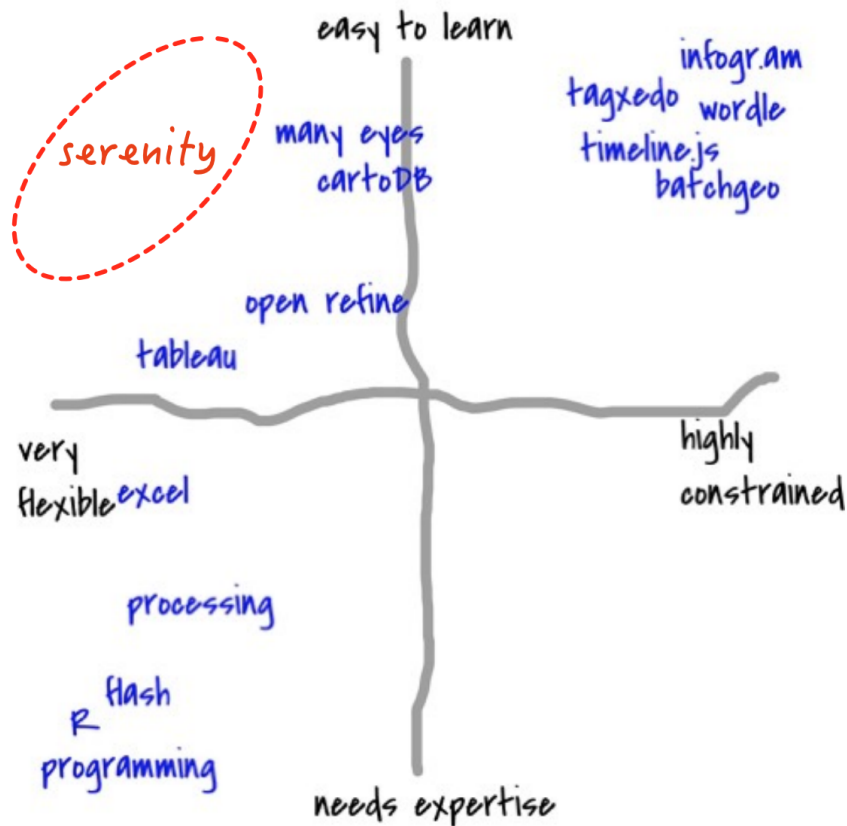 easy to learn
infogr.am
tagxedo wordle
serenity
many eyes
timeline.js
cartoDB
batchgeo
open refine
tableau
very
flexible
highly
constrained
excel
processing
flash
R
programming
needs expertise